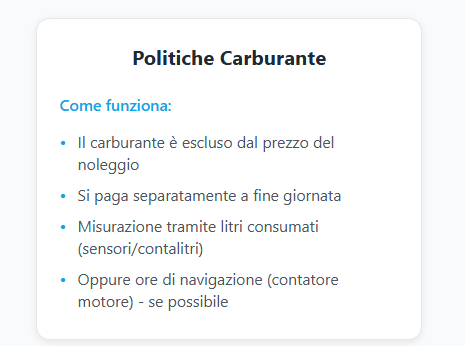 Politiche Carburante
Come funziona:
• Il carburante è escluso dal prezzo del
noleggio
• Si paga separatamente a fine giornata
• Misurazione tramite litri consumati
(sensori/contalitri)
• Oppure ore di navigazione (contatore
motore) - se possibile